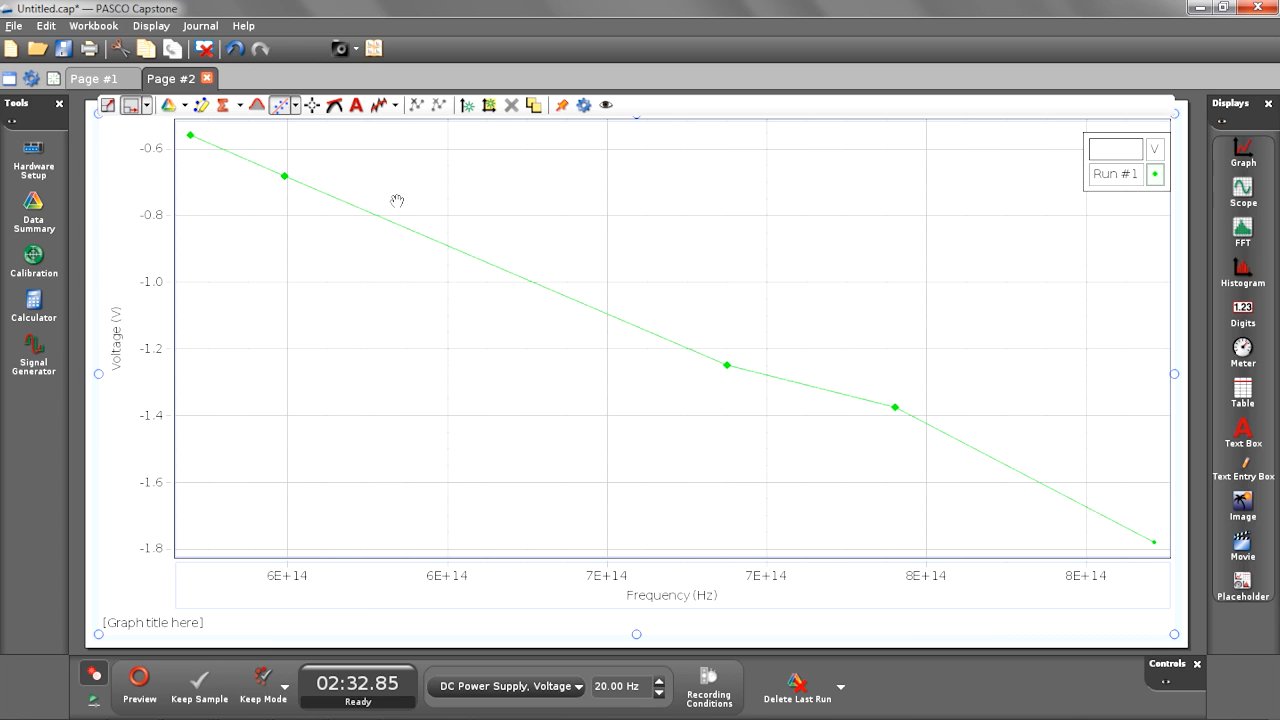 Untitled.cap* — PASCO Capstone
File Edit Workbook Display Journal Help
Page #1 Page #2
Tools
Displays
Hardware
Setup
Data
Summary
Calibration
Calculator
Signal
Generator
-0.6
-0.8
-1.0
-1.2
-1.4
-1.6
-1.8
Voltage (V)
V
Run #1
6E+14 6E+14 7E+14 7E+14 8E+14 8E+14
Frequency (Hz)
[Graph title here]
Graph
Scope
FFT
Histogram
1.23
Digits
Meter
Table
Text Box
Text Entry Box
Image
Movie
Placeholder
Preview
Keep Sample
Keep Mode
02:32.85
Ready
DC Power Supply, Voltage
20.00 Hz
Recording
Conditions
Delete Last Run
Controls